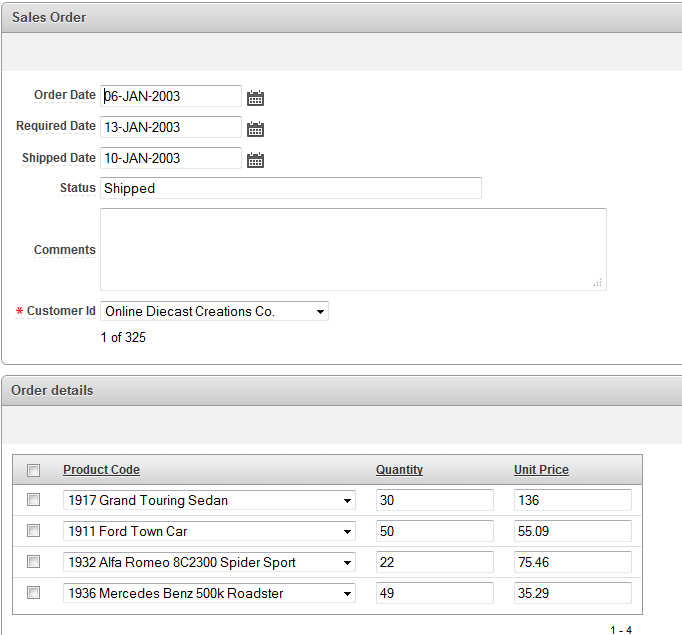 Sales Order
Order Date 06-JAN-2003
Required Date 13-JAN-2003
Shipped Date 10-JAN-2003
Status Shipped
Comments
* Customer Id Online Diecast Creations Co.
1 of 325
Order details
Product Code Quantity Unit Price
1917 Grand Touring Sedan 30 136
1911 Ford Town Car 50 55.09
1932 Alfa Romeo 8C2300 Spider Sport 22 75.46
1936 Mercedes Benz 500k Roadster 49 35.29
1 - 4